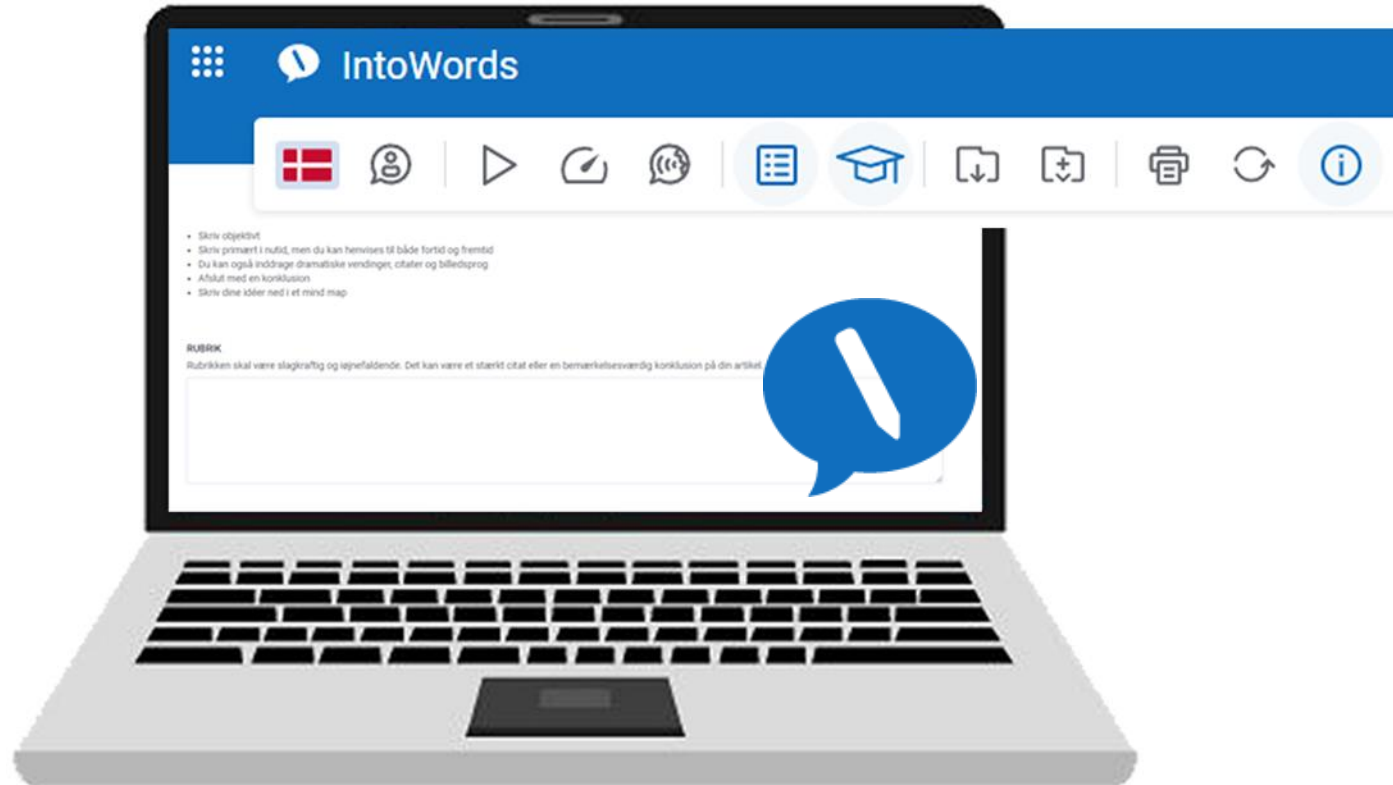 IntoWords
• Skriv objektivt
• Skriv primært i nutid, men du kan henvises til både fortid og fremtid
• Du kan også inddrage dramatiske vendinger, citater og billedsprog
• Afslut med en konklusion
• Skriv dine idéer ned i et mind map
RUBRIK
Rubrikken skal være slagkraftig og iøjnefaldende. Det kan være et stærkt citat eller en bemærkelsesværdig konklusion på din artikel.